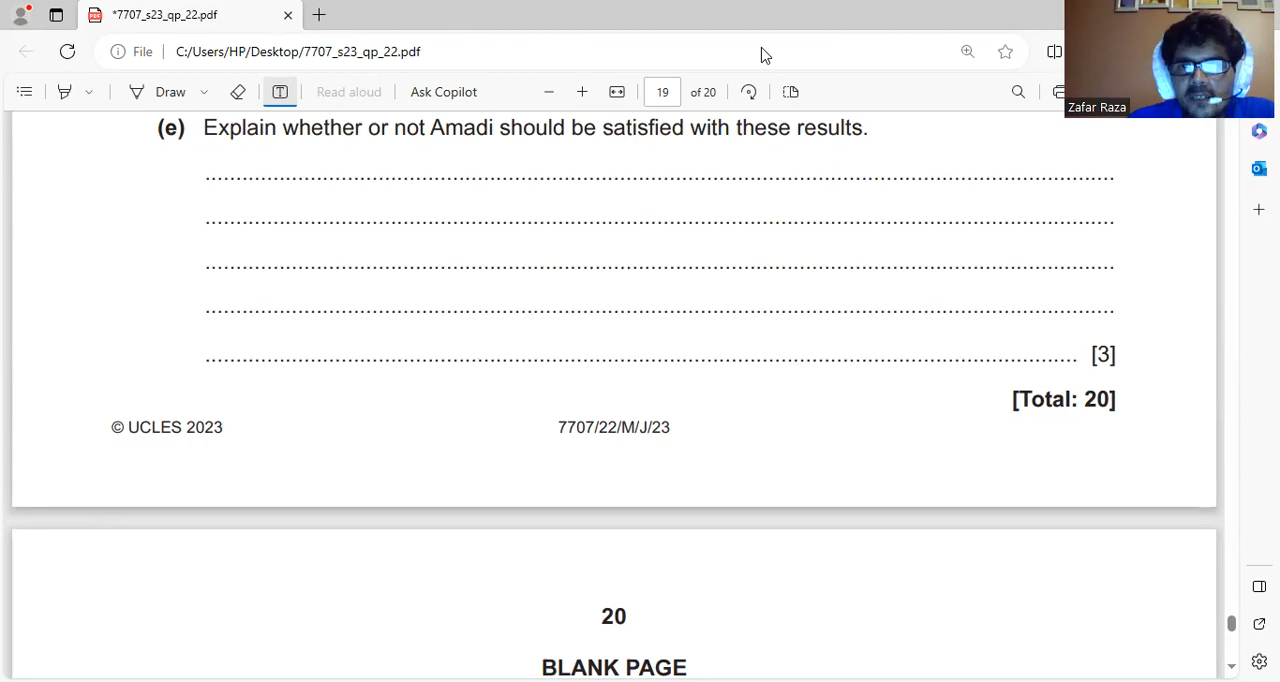 *7707_s23_qp_22.pdf
File
C:/Users/HP/Desktop/7707_s23_qp_22.pdf
Draw
Read aloud
Ask Copilot
19
of 20
Zafar Raza
(e) Explain whether or not Amadi should be satisfied with these results.
[3]
[Total: 20]
© UCLES 2023
7707/22/M/J/23
20
BLANK PAGE